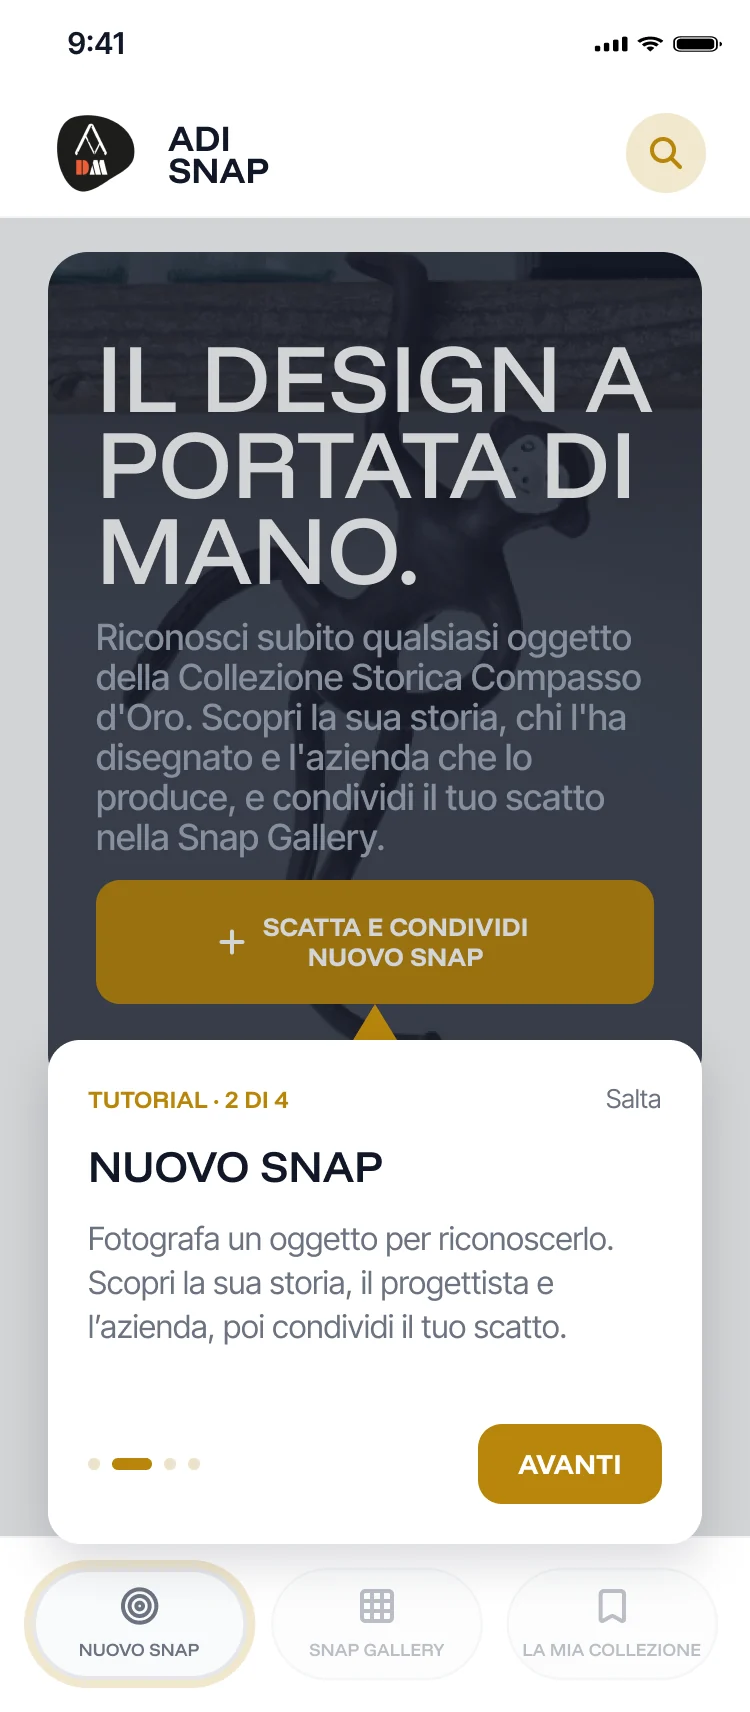 9:41
DM
ADI
SNAP
IL DESIGN A
PORTATA DI
MANO.
Riconosci subito qualsiasi oggetto
della Collezione Storica Compasso
d'Oro. Scopri la sua storia, chi l'ha
disegnato e l'azienda che lo
produce, e condividi il tuo scatto
nella Snap Gallery.
SCATTA E CONDIVIDI
NUOVO SNAP
TUTORIAL · 2 DI 4
Salta
NUOVO SNAP
Fotografa un oggetto per riconoscerlo.
Scopri la sua storia, il progettista e
l’azienda, poi condividi il tuo scatto.
AVANTI
NUOVO SNAP
SNAP GALLERY
LA MIA COLLEZIONE